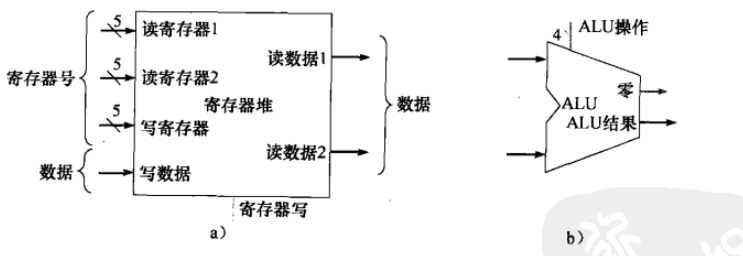 5
读寄存器1
5
读寄存器2
5
写寄存器
写数据
寄存器号
数据
寄存器堆
读数据1
读数据2
数据
寄存器写
a）
4
ALU操作
ALU
零
ALU结果
b）